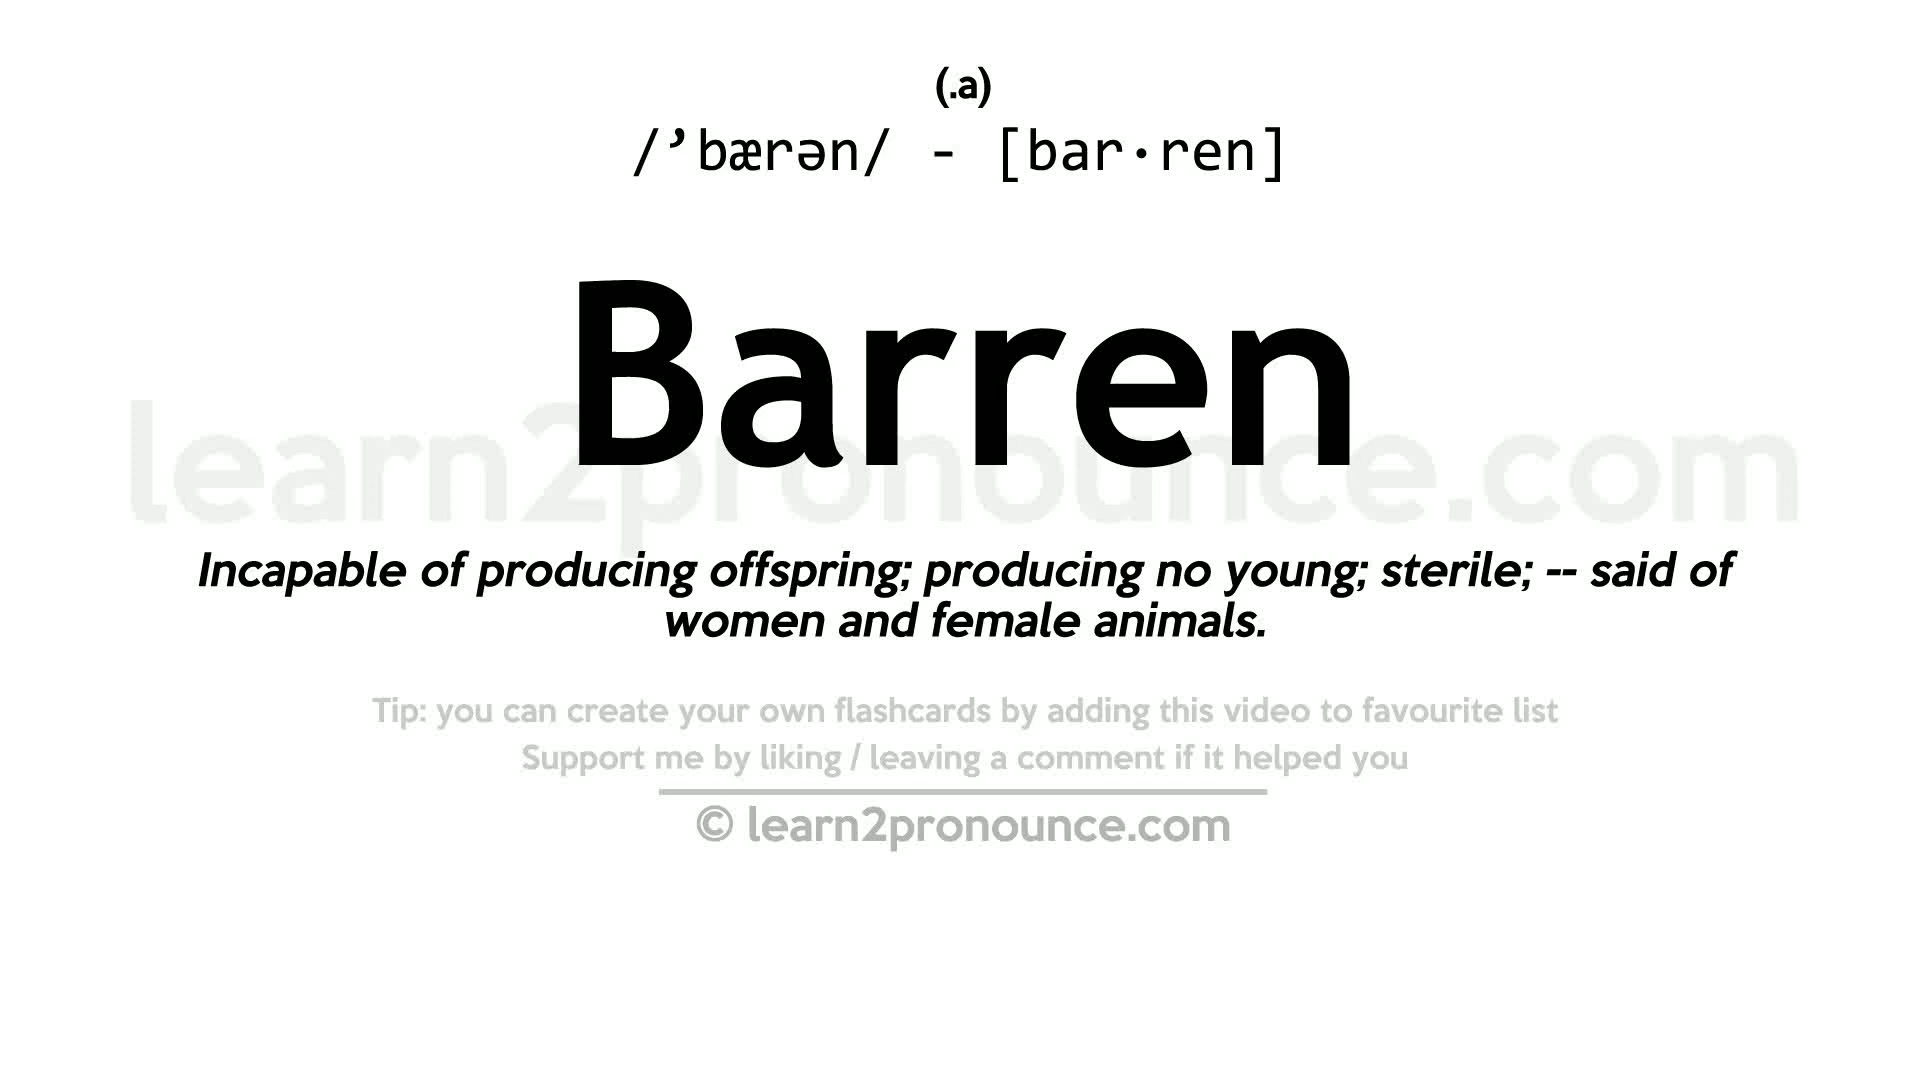 (.a)
/’bærən/ - [bar·ren]
Barren
learn2pronounce.com
Incapable of producing offspring; producing no young; sterile; -- said of
women and female animals.
Tip: you can create your own flashcards by adding this video to favourite list
Support me by liking / leaving a comment if it helped you
© learn2pronounce.com